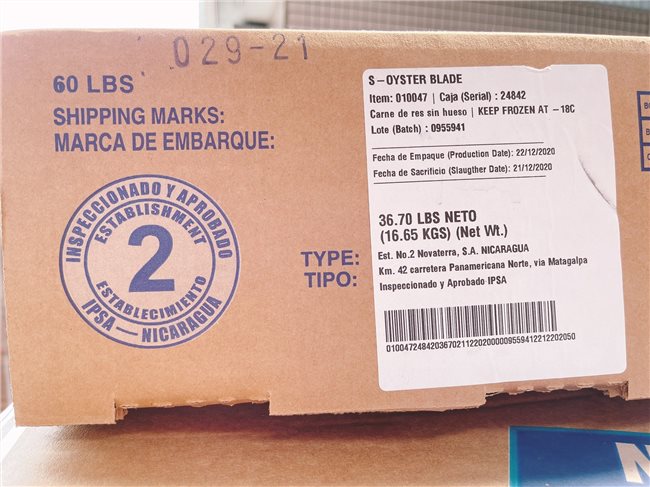 029-21
60 LBS
SHIPPING MARKS:
MARCA DE EMBARQUE:
INSPECCIONADO Y APROBADO
ESTABLISHMENT
2
ESTABLECIMIENTO
IPSA — NICARAGUA
TYPE:
TIPO:
S-OYSTER BLADE
Item: 010047 | Caja (Serial) : 24842
Carne de res sin hueso | KEEP FROZEN AT -18C
Lote (Batch) : 0955941
Fecha de Empaque (Production Date): 22/12/2020
Fecha de Sacrificio (Slaugther Date): 21/12/2020
36.70 LBS NETO
(16.65 KGS) (Net Wt.)
Est. No.2 Novaterra, S.A. NICARAGUA
Km. 42 carretera Panamericana Norte, via Matagalpa
Inspeccionado y Aprobado IPSA
0100472484203670211220200000955941221220205​0